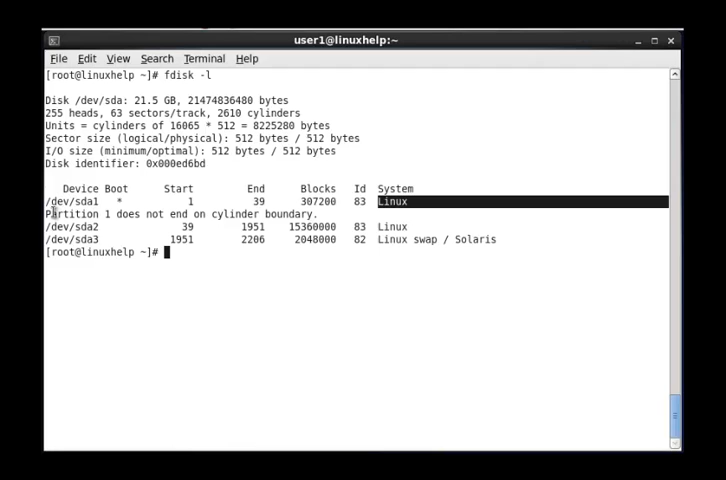 user1@linuxhelp:~
File Edit View Search Terminal Help
[root@linuxhelp ~]# fdisk -l
Disk /dev/sda: 21.5 GB, 21474836480 bytes
255 heads, 63 sectors/track, 2610 cylinders
Units = cylinders of 16065 * 512 = 8225280 bytes
Sector size (logical/physical): 512 bytes / 512 bytes
I/O size (minimum/optimal): 512 bytes / 512 bytes
Disk identifier: 0x000ed6bd
Device Boot Start End Blocks Id System
/dev/sda1 * 1 39 307200 83 Linux
Partition 1 does not end on cylinder boundary.
/dev/sda2 39 1951 15360000 83 Linux
/dev/sda3 1951 2206 2048000 82 Linux swap / Solaris
[root@linuxhelp ~]#